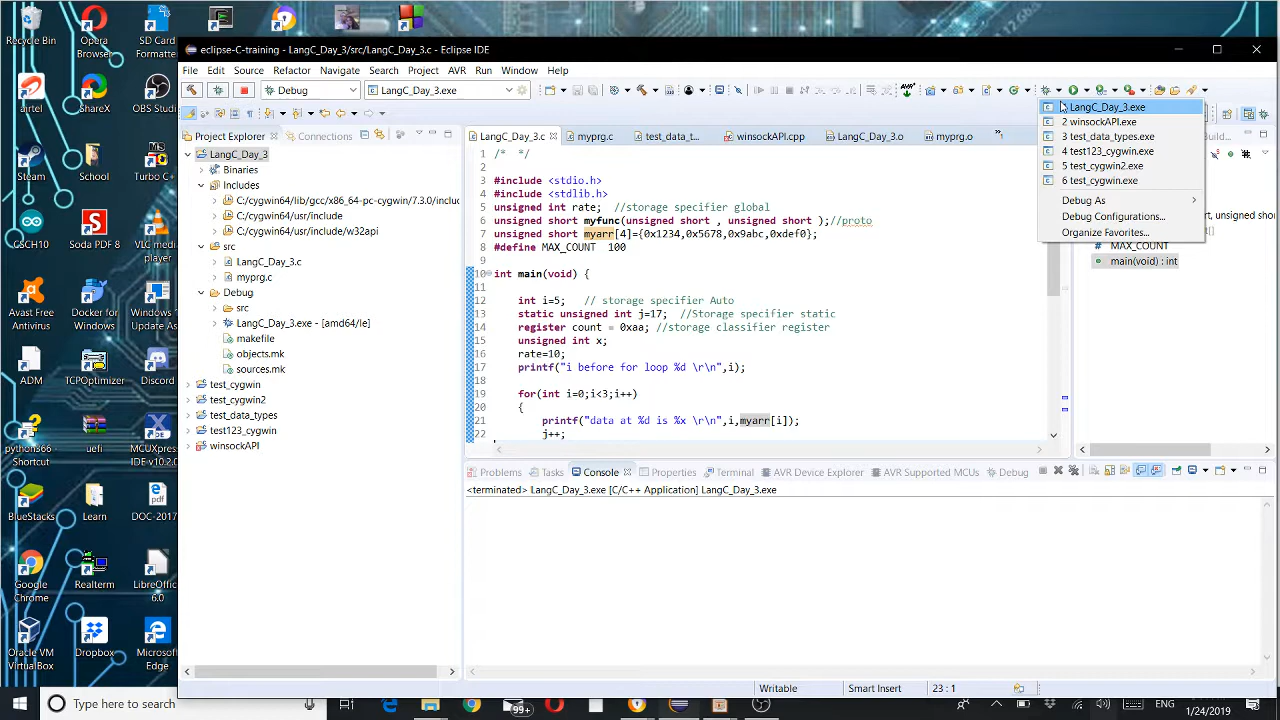 Recycle Bin
Opera Browser
SD Card Formatter
airtel
ShareX
OBS Studio
Steam
School
Turbo C++
CSCH10
Soda PDF 8
VLC media player
Avast Free Antivirus
Docker for Windows
Windows Update As
ADM
TCPOptimizer
Discord
python36 - Shortcut
swf
MCUXpress IDE v10.2.0
BlueStacks
Learn
DOC-2017
Google Chrome
Realterm
LibreOffic 6.0
Oracle VM Virtual Box
Dropbox
Microsoft Edge
eclipse-C-training - LangC_Day_3/src/LangC_Day_3.c - Eclipse IDE
File Edit Source Refactor Navigate Search Project AVR Run Window Help
Debug
LangC_Day_3.exe
Project Explorer
Connections
LangC_Day_3
Binaries
Includes
C:/cygwin64/lib/gcc/x86_64-pc-cygwin/7.3.0/includ
C:/cygwin64/usr/include
C:/cygwin64/usr/include/w32api
src
LangC_Day_3.c
myprg.c
Debug
src
LangC_Day_3.exe - [amd64/le]
makefile
objects.mk
sources.mk
test_cygwin
test_cygwin2
test_data_types
test123_cygwin
winsockAPI
LangC_Day_3.c
myprg.c
test_data_t...
winsockAPI.cpp
LangC_Day_3.o
myprg.o
1 /* */
2
3 #include <stdio.h>
4 #include <stdlib.h>
5 unsigned int rate; //storage specifier global
6 unsigned short myfunc(unsigned short , unsigned short );//proto
7 unsigned short myarr[4]={0x1234,0x5678,0x9abc,0xdef0};
8 #define MAX_COUNT 100
9
10 int main(void) {
11
12 int i=5; // storage specifier Auto
13 static unsigned int j=17; //Storage specifier static
14 register count = 0xaa; //storage classifier register
15 unsigned int x;
16 rate=10;
17 printf("i before for loop %d \r\n",i);
18
19 for(int i=0;i<3;i++)
20 {
21 printf("data at %d is %x \r\n",i,myarr[i]);
22 j++;
LangC_Day_3.exe
2 winsockAPI.exe
3 test_data_types.exe
4 test123_cygwin.exe
5 test_cygwin2.exe
6 test_cygwin.exe
Debug As
Debug Configurations...
Organize Favorites...
Build...
short, unsigned shor
MAX_COUNT
main(void) : int
Problems
Tasks
Console
Properties
Terminal
AVR Device Explorer
AVR Supported MCUs
Debug
<terminated> LangC_Day_3.exe [C/C++ Application] LangC_Day_3.exe
Writable
Smart Insert
23 : 1
Type here to search
99+
ENG
1/24/2019